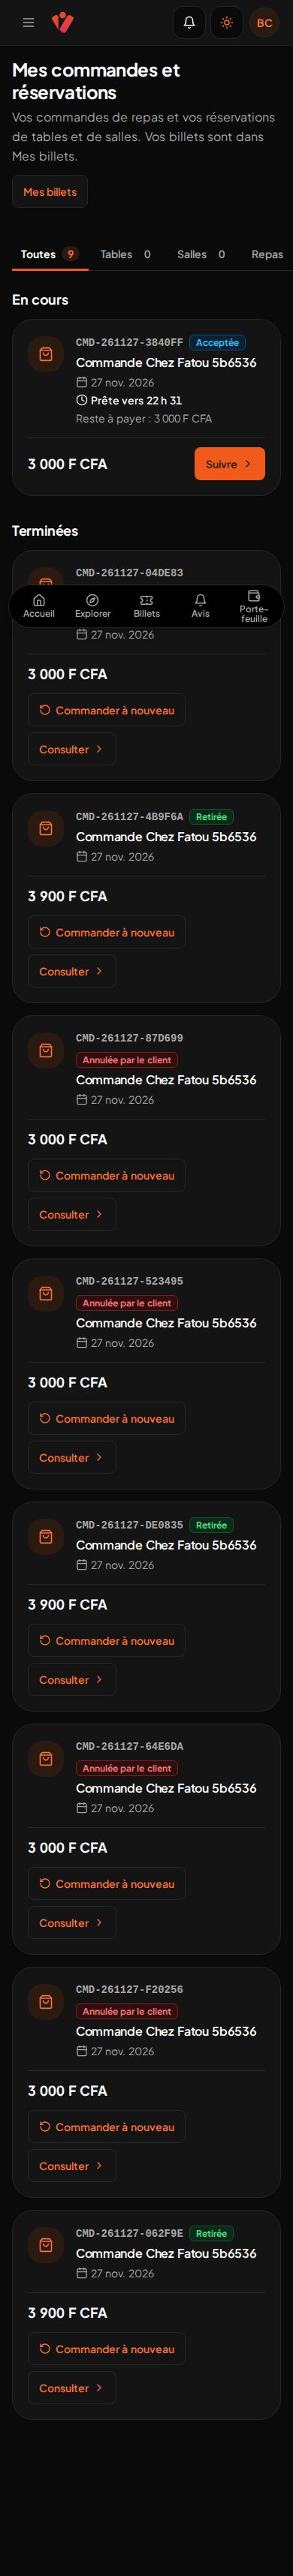 BC
Mes commandes et
réservations
Vos commandes de repas et vos réservations
de tables et de salles. Vos billets sont dans
Mes billets.
Mes billets
Toutes 9 Tables 0 Salles 0 Repas
En cours
CMD-261127-3840FF Acceptée
Commande Chez Fatou 5b6536
27 nov. 2026
Prête vers 22 h 31
Reste à payer : 3 000 F CFA
3 000 F CFA Suivre
Terminées
CMD-261127-04DE83
Accueil Explorer Billets Avis Porte-
feuille
27 nov. 2026
3 000 F CFA
Commander à nouveau
Consulter
CMD-261127-4B9F6A Retirée
Commande Chez Fatou 5b6536
27 nov. 2026
3 900 F CFA
Commander à nouveau
Consulter
CMD-261127-87D699
Annulée par le client
Commande Chez Fatou 5b6536
27 nov. 2026
3 000 F CFA
Commander à nouveau
Consulter
CMD-261127-523495
Annulée par le client
Commande Chez Fatou 5b6536
27 nov. 2026
3 000 F CFA
Commander à nouveau
Consulter
CMD-261127-DE0835 Retirée
Commande Chez Fatou 5b6536
27 nov. 2026
3 900 F CFA
Commander à nouveau
Consulter
CMD-261127-64E6DA
Annulée par le client
Commande Chez Fatou 5b6536
27 nov. 2026
3 000 F CFA
Commander à nouveau
Consulter
CMD-261127-F20256
Annulée par le client
Commande Chez Fatou 5b6536
27 nov. 2026
3 000 F CFA
Commander à nouveau
Consulter
CMD-261127-062F9E Retirée
Commande Chez Fatou 5b6536
27 nov. 2026
3 900 F CFA
Commander à nouveau
Consulter